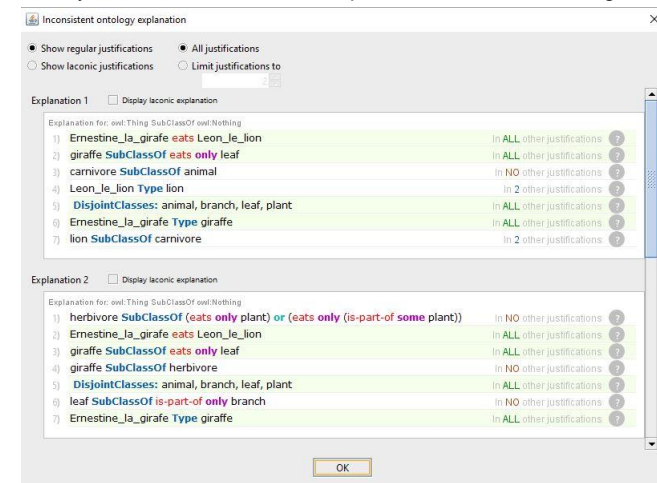 Inconsistent ontology explanation
Show regular justifications All justifications
Show laconic justifications Limit justifications to
2
Explanation 1 Display laconic explanation
Explanation for: owl:Thing SubClassOf owl:Nothing
1) Ernestine_la_girafe eats Leon_le_lion In ALL other justifications ?
2) giraffe SubClassOf eats only leaf In ALL other justifications ?
3) carnivore SubClassOf animal In NO other justifications ?
4) Leon_le_lion Type lion In 2 other justifications ?
5) DisjointClasses: animal, branch, leaf, plant In ALL other justifications ?
6) Ernestine_la_girafe Type giraffe In ALL other justifications ?
7) lion SubClassOf carnivore In 2 other justifications ?
Explanation 2 Display laconic explanation
Explanation for: owl:Thing SubClassOf owl:Nothing
1) herbivore SubClassOf (eats only plant) or (eats only (is-part-of some plant)) In NO other justifications ?
2) Ernestine_la_girafe eats Leon_le_lion In ALL other justifications ?
3) giraffe SubClassOf eats only leaf In ALL other justifications ?
4) giraffe SubClassOf herbivore In NO other justifications ?
5) DisjointClasses: animal, branch, leaf, plant In ALL other justifications ?
6) leaf SubClassOf is-part-of only branch In NO other justifications ?
7) Ernestine_la_girafe Type giraffe In ALL other justifications ?
OK